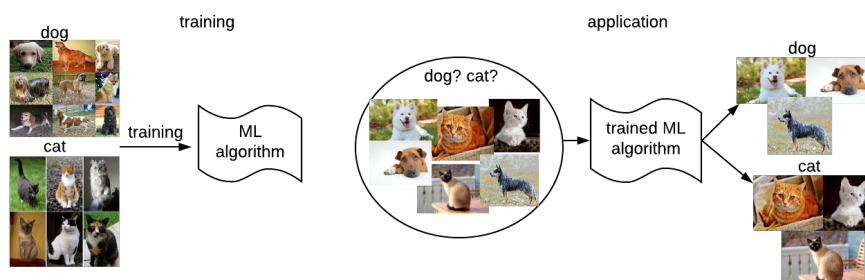 training
application
dog
training
ML
algorithm
cat
dog? cat?
trained ML
algorithm
dog
cat